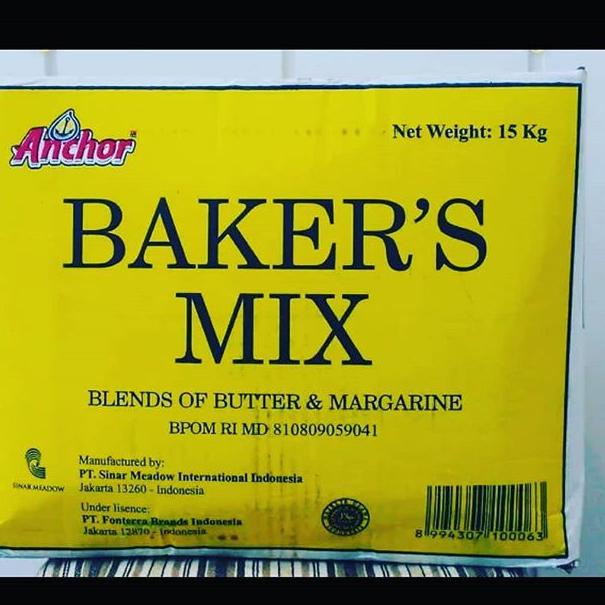 Anchor
Net Weight: 15 Kg
BAKER'S
MIX
BLENDS OF BUTTER & MARGARINE
BPOM RI MD 810809059041
SINAR MEADOW
Manufactured by:
PT. Sinar Meadow International Indonesia
Jakarta 13260 - Indonesia
Under lisence:
PT. Fonterra Brands Indonesia
Jakarta 12870 - Indonesia
8 994307 100063